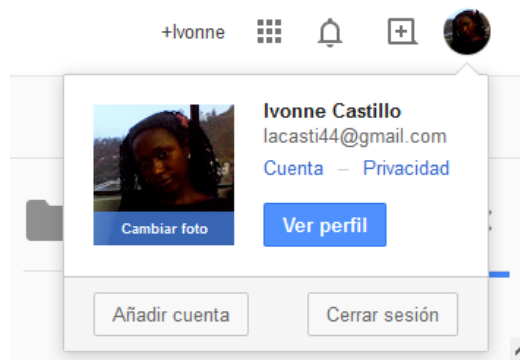 +Ivonne
Ivonne Castillo
lacasti44@gmail.com
Cuenta – Privacidad
Cambiar foto
Ver perfil
Añadir cuenta
Cerrar sesión